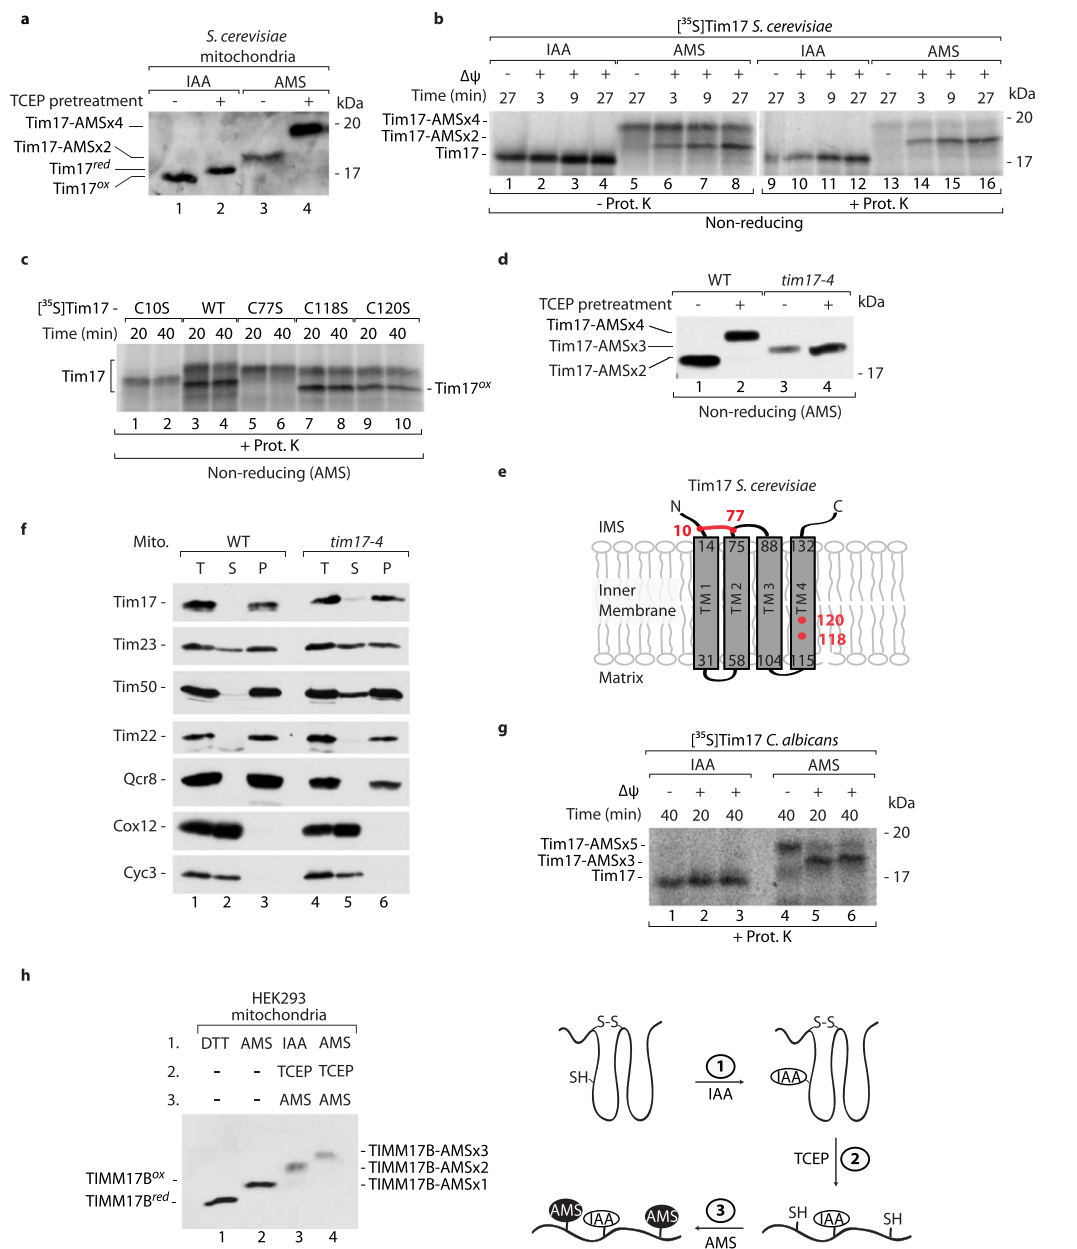 a
S. cerevisiae
mitochondria
IAA AMS
TCEP pretreatment - + - + kDa
Tim17-AMSx4 - 20
Tim17-AMSx2
Tim17red
Tim17ox - 17
1 2 3 4
b
[35S]Tim17 S. cerevisiae
IAA AMS IAA AMS
Δψ - + + + - + + + - + + + - + + +
Time (min) 27 3 9 27 27 3 9 27 27 3 9 27 27 3 9 27 kDa
Tim17-AMSx4 - - 20
Tim17-AMSx2 -
Tim17 - - 17
1 2 3 4 5 6 7 8 9 10 11 12 13 14 15 16
- Prot. K + Prot. K
Non-reducing
c
[35S]Tim17 - C10S WT C77S C118S C120S
Time (min) 20 40 20 40 20 40 20 40 20 40
Tim17 - Tim17ox
1 2 3 4 5 6 7 8 9 10
+ Prot. K
Non-reducing (AMS)
d
WT tim17-4
TCEP pretreatment - + - + kDa
Tim17-AMSx4
Tim17-AMSx3
Tim17-AMSx2 - 17
1 2 3 4
Non-reducing (AMS)
e
Tim17 S. cerevisiae
N 77 C
IMS 10
14 75 88 132
Inner
Membrane
TM1 TM2 TM3 TM4
120
118
31 58 104 115
Matrix
f
Mito. WT tim17-4
T S P T S P
Tim17 -
Tim23 -
Tim50 -
Tim22 -
Qcr8 -
Cox12 -
Cyc3 -
1 2 3 4 5 6
g
[35S]Tim17 C. albicans
IAA AMS
Δψ - + + - + +
Time (min) 40 20 40 40 20 40 kDa
Tim17-AMSx5 - - 20
Tim17-AMSx3 -
Tim17 - - 17
1 2 3 4 5 6
+ Prot. K
h
HEK293
mitochondria
1. DTT AMS IAA AMS
2. - - TCEP TCEP
3. - - AMS AMS
- TIMM17B-AMSx3
- TIMM17B-AMSx2
TIMM17Box - - TIMM17B-AMSx1
TIMM17Bred -
1 2 3 4
S-S S-S
SH 1 IAA
IAA
TCEP 2
AMS IAA AMS 3 SH IAA SH
AMS